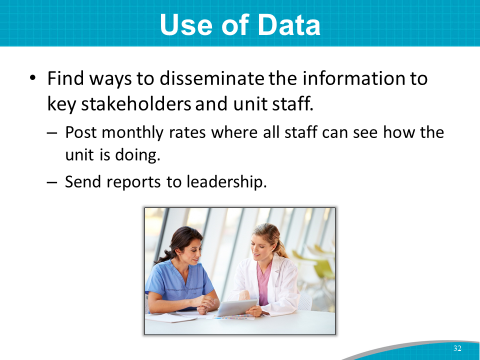 Use of Data
• Find ways to disseminate the information to
key stakeholders and unit staff.
– Post monthly rates where all staff can see how the
unit is doing.
– Send reports to leadership.
32